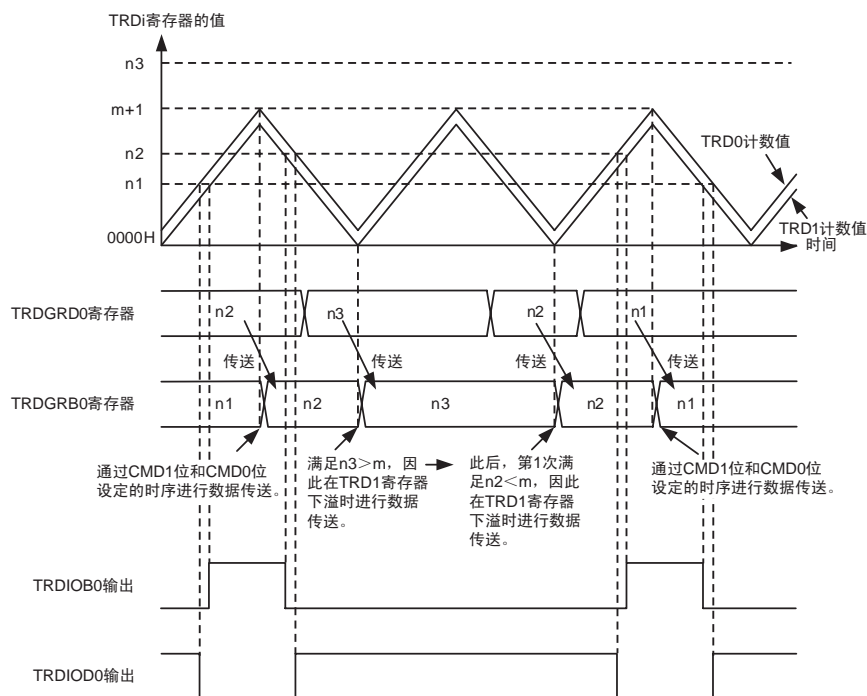 TRDi寄存器的值
n3
m+1
n2
n1
0000H
TRD0计数值
TRD1计数值
时间
TRDGRD0寄存器
n2
n3
n2
n1
传送
传送
传送
传送
TRDGRB0寄存器
n1
n2
n3
n2
n1
通过CMD1位和CMD0位
设定的时序进行数据传送。
满足n3＞m，因
此在TRD1寄存器
下溢时进行数据
传送。
此后，第1次满
足n2＜m，因此
在TRD1寄存器
下溢时进行数据
传送。
通过CMD1位和CMD0位
设定的时序进行数据传送。
TRDIOB0输出
TRDIOD0输出